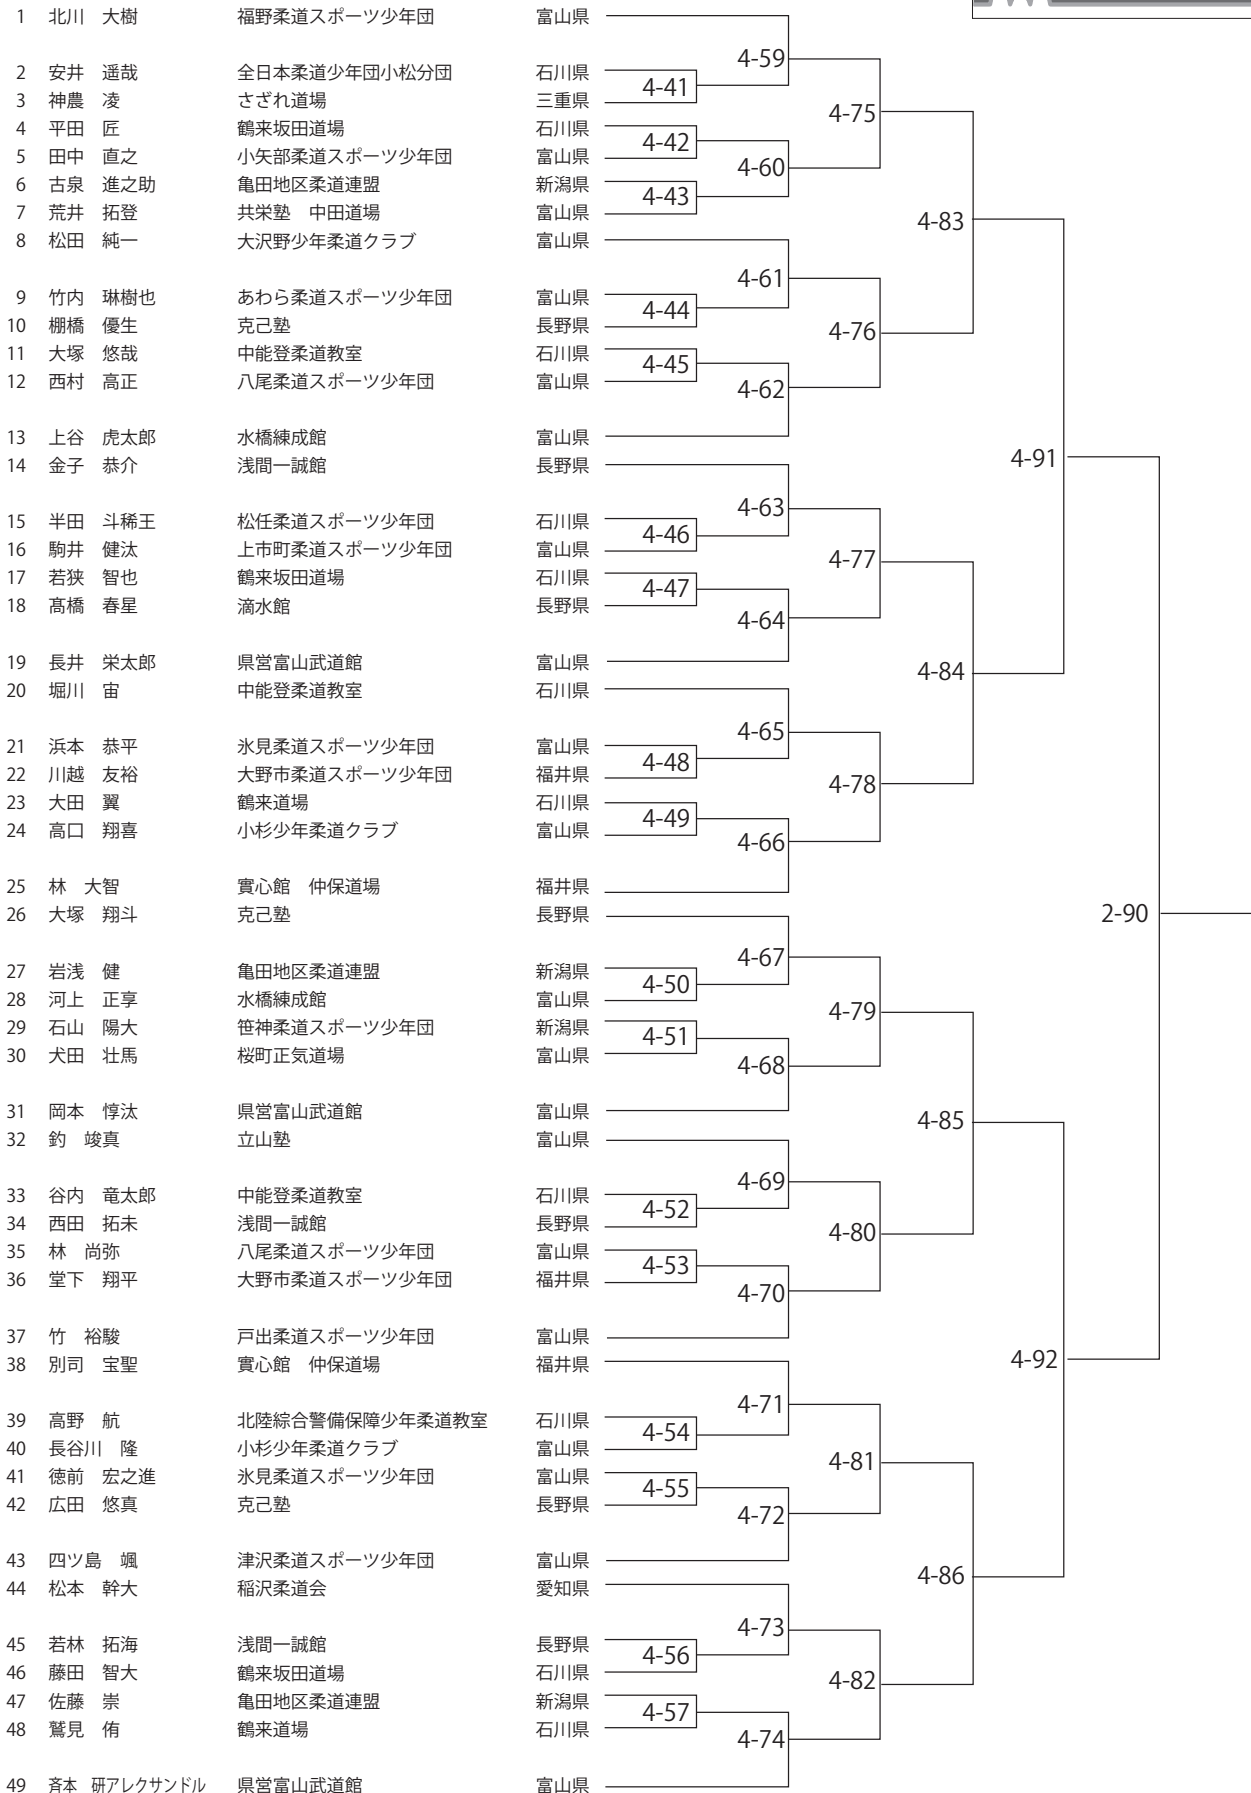 1 北川　大樹 福野柔道スポーツ少年団 富山県
4-59
2 安井　遥哉 全日本柔道少年団小松分団 石川県
4-41
3 神農　凌 さざれ道場 三重県
4-75
4 平田　匠 鶴来坂田道場 石川県
4-42
5 田中　直之 小矢部柔道スポーツ少年団 富山県
4-60
6 古泉　進之助 亀田地区柔道連盟 新潟県
4-43
7 荒井　拓登 共栄塾　中田道場 富山県
4-83
8 松田　純一 大沢野少年柔道クラブ 富山県
4-61
9 竹内　琳樹也 あわら柔道スポーツ少年団 富山県
4-44
10 棚橋　優生 克己塾 長野県
4-76
11 大塚　悠哉 中能登柔道教室 石川県
4-45
12 西村　高正 八尾柔道スポーツ少年団 富山県
4-62
13 上谷　虎太郎 水橋練成館 富山県
4-91
14 金子　恭介 浅間一誠館 長野県
4-63
15 半田　斗稀王 松任柔道スポーツ少年団 石川県
4-46
16 駒井　健汰 上市町柔道スポーツ少年団 富山県
4-77
17 若狭　智也 鶴来坂田道場 石川県
4-47
18 髙橋　春星 滴水館 長野県
4-64
19 長井　栄太郎 県営富山武道館 富山県
4-84
20 堀川　宙 中能登柔道教室 石川県
4-65
21 浜本　恭平 氷見柔道スポーツ少年団 富山県
4-48
22 川越　友裕 大野市柔道スポーツ少年団 福井県
4-78
23 大田　翼 鶴来道場 石川県
4-49
24 高口　翔喜 小杉少年柔道クラブ 富山県
4-66
25 林　大智 實心館　仲保道場 福井県
26 大塚　翔斗 克己塾 長野県
2-90
4-67
27 岩浅　健 亀田地区柔道連盟 新潟県
4-50
28 河上　正享 水橋練成館 富山県
4-79
29 石山　陽大 笹神柔道スポーツ少年団 新潟県
4-51
30 犬田　壮馬 桜町正気道場 富山県
4-68
31 岡本　惇汰 県営富山武道館 富山県
4-85
32 釣　竣真 立山塾 富山県
4-69
33 谷内　竜太郎 中能登柔道教室 石川県
4-52
34 西田　拓未 浅間一誠館 長野県
4-80
35 林　尚弥 八尾柔道スポーツ少年団 富山県
4-53
36 堂下　翔平 大野市柔道スポーツ少年団 福井県
4-70
37 竹　裕駿 戸出柔道スポーツ少年団 富山県
4-92
38 別司　宝聖 實心館　仲保道場 福井県
4-71
39 高野　航 北陸綜合警備保障少年柔道教室 石川県
4-54
40 長谷川　隆 小杉少年柔道クラブ 富山県
4-81
41 徳前　宏之進 氷見柔道スポーツ少年団 富山県
4-55
42 広田　悠真 克己塾 長野県
4-72
43 四ツ島　颯 津沢柔道スポーツ少年団 富山県
4-86
44 松本　幹大 稲沢柔道会 愛知県
4-73
45 若林　拓海 浅間一誠館 長野県
4-56
46 藤田　智大 鶴来坂田道場 石川県
4-82
47 佐藤　崇 亀田地区柔道連盟 新潟県
4-57
48 鷲見　侑 鶴来道場 石川県
4-74
49 斉本　研アレクサンドル 県営富山武道館 富山県